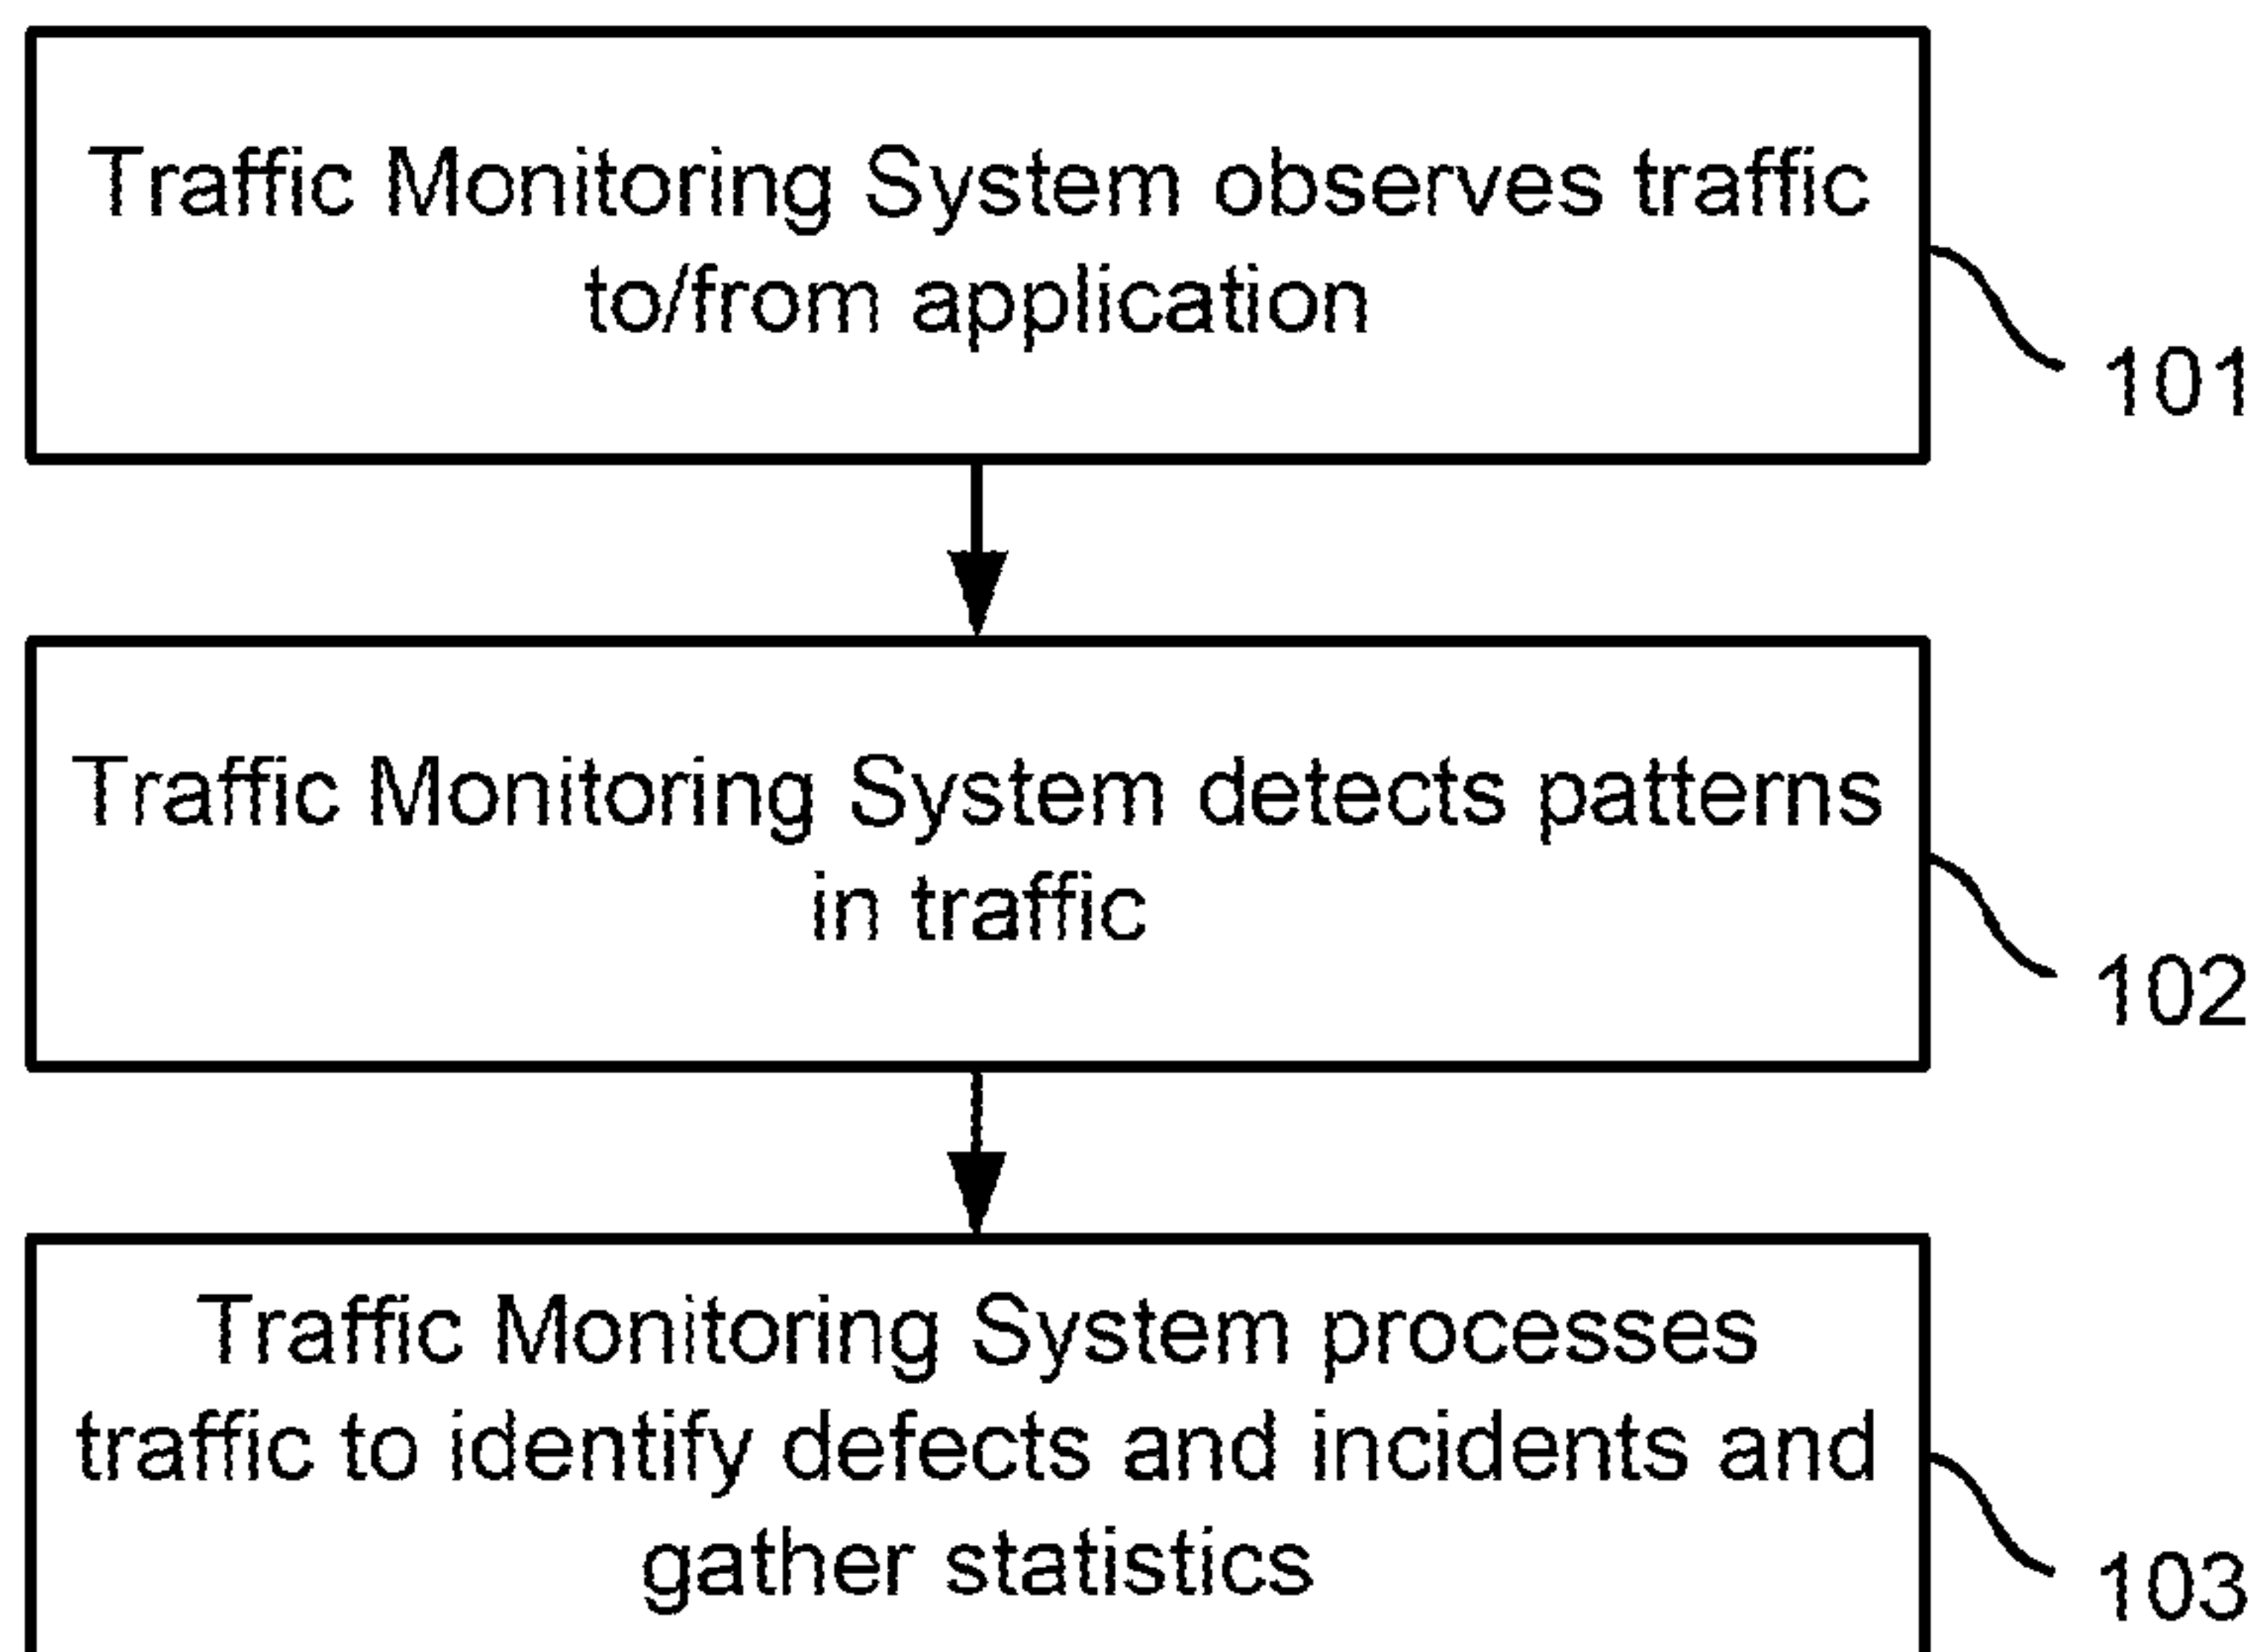 Traffic Monitoring System observes traffic
to/from application
101
Traffic Monitoring System detects patterns
in traffic
102
Traffic Monitoring System processes
traffic to identify defects and incidents and
gather statistics
103